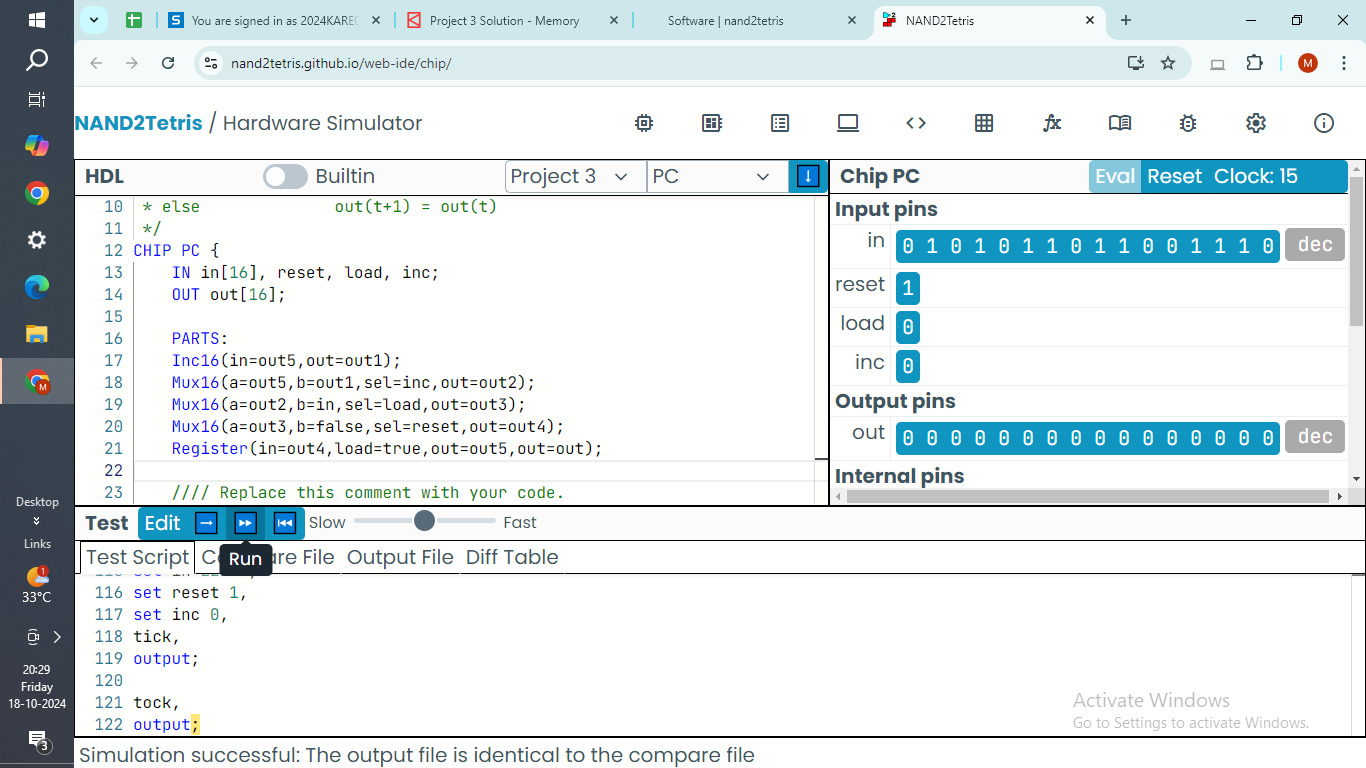 You are signed in as 2024KAREC
Project 3 Solution - Memory
Software | nand2tetris
NAND2Tetris
nand2tetris.github.io/web-ide/chip/
M
NAND2Tetris / Hardware Simulator
HDL
Builtin
Project 3
PC
Chip PC
Eval
Reset
Clock: 15
10 * else out(t+1) = out(t)
11 */
12 CHIP PC {
13 IN in[16], reset, load, inc;
14 OUT out[16];
15
16 PARTS:
17 Inc16(in=out5,out=out1);
18 Mux16(a=out5,b=out1,sel=inc,out=out2);
19 Mux16(a=out2,b=in,sel=load,out=out3);
20 Mux16(a=out3,b=false,sel=reset,out=out4);
21 Register(in=out4,load=true,out=out5,out=out);
22
23 //// Replace this comment with your code.
Input pins
in 0 1 0 1 0 1 1 0 1 1 0 0 1 1 1 0 dec
reset 1
load 0
inc 0
Output pins
out 0 0 0 0 0 0 0 0 0 0 0 0 0 0 0 0 dec
Internal pins
Test
Edit
Slow
Fast
Run
Test Script
Compare File
Output File
Diff Table
116 set reset 1,
117 set inc 0,
118 tick,
119 output;
120
121 tock,
122 output;
Activate Windows
Go to Settings to activate Windows.
Simulation successful: The output file is identical to the compare file
Desktop
Links
1
33°C
20:29
Friday
18-10-2024
3